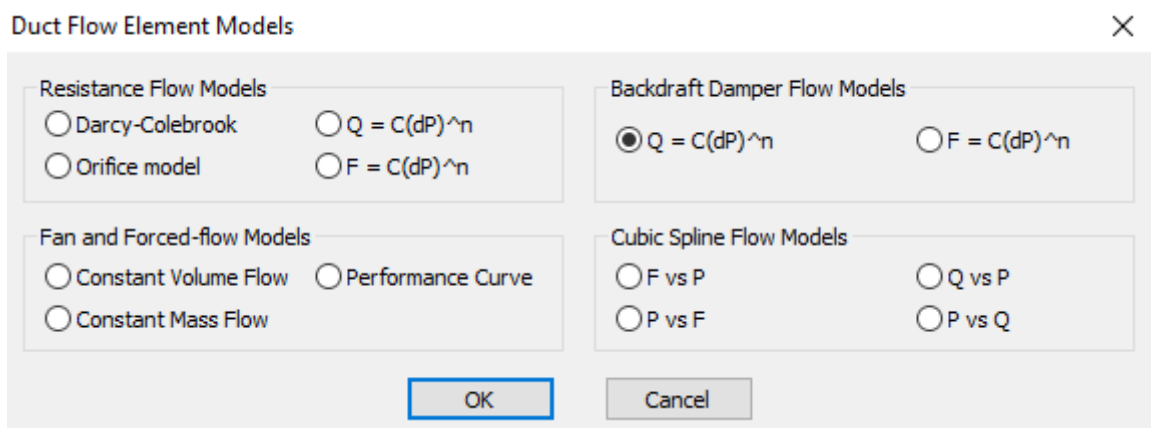 Duct Flow Element Models
Resistance Flow Models
Darcy-Colebrook
Q = C(dP)^n
Orifice model
F = C(dP)^n
Backdraft Damper Flow Models
Q = C(dP)^n
F = C(dP)^n
Fan and Forced-flow Models
Constant Volume Flow
Performance Curve
Constant Mass Flow
Cubic Spline Flow Models
F vs P
Q vs P
P vs F
P vs Q
OK
Cancel